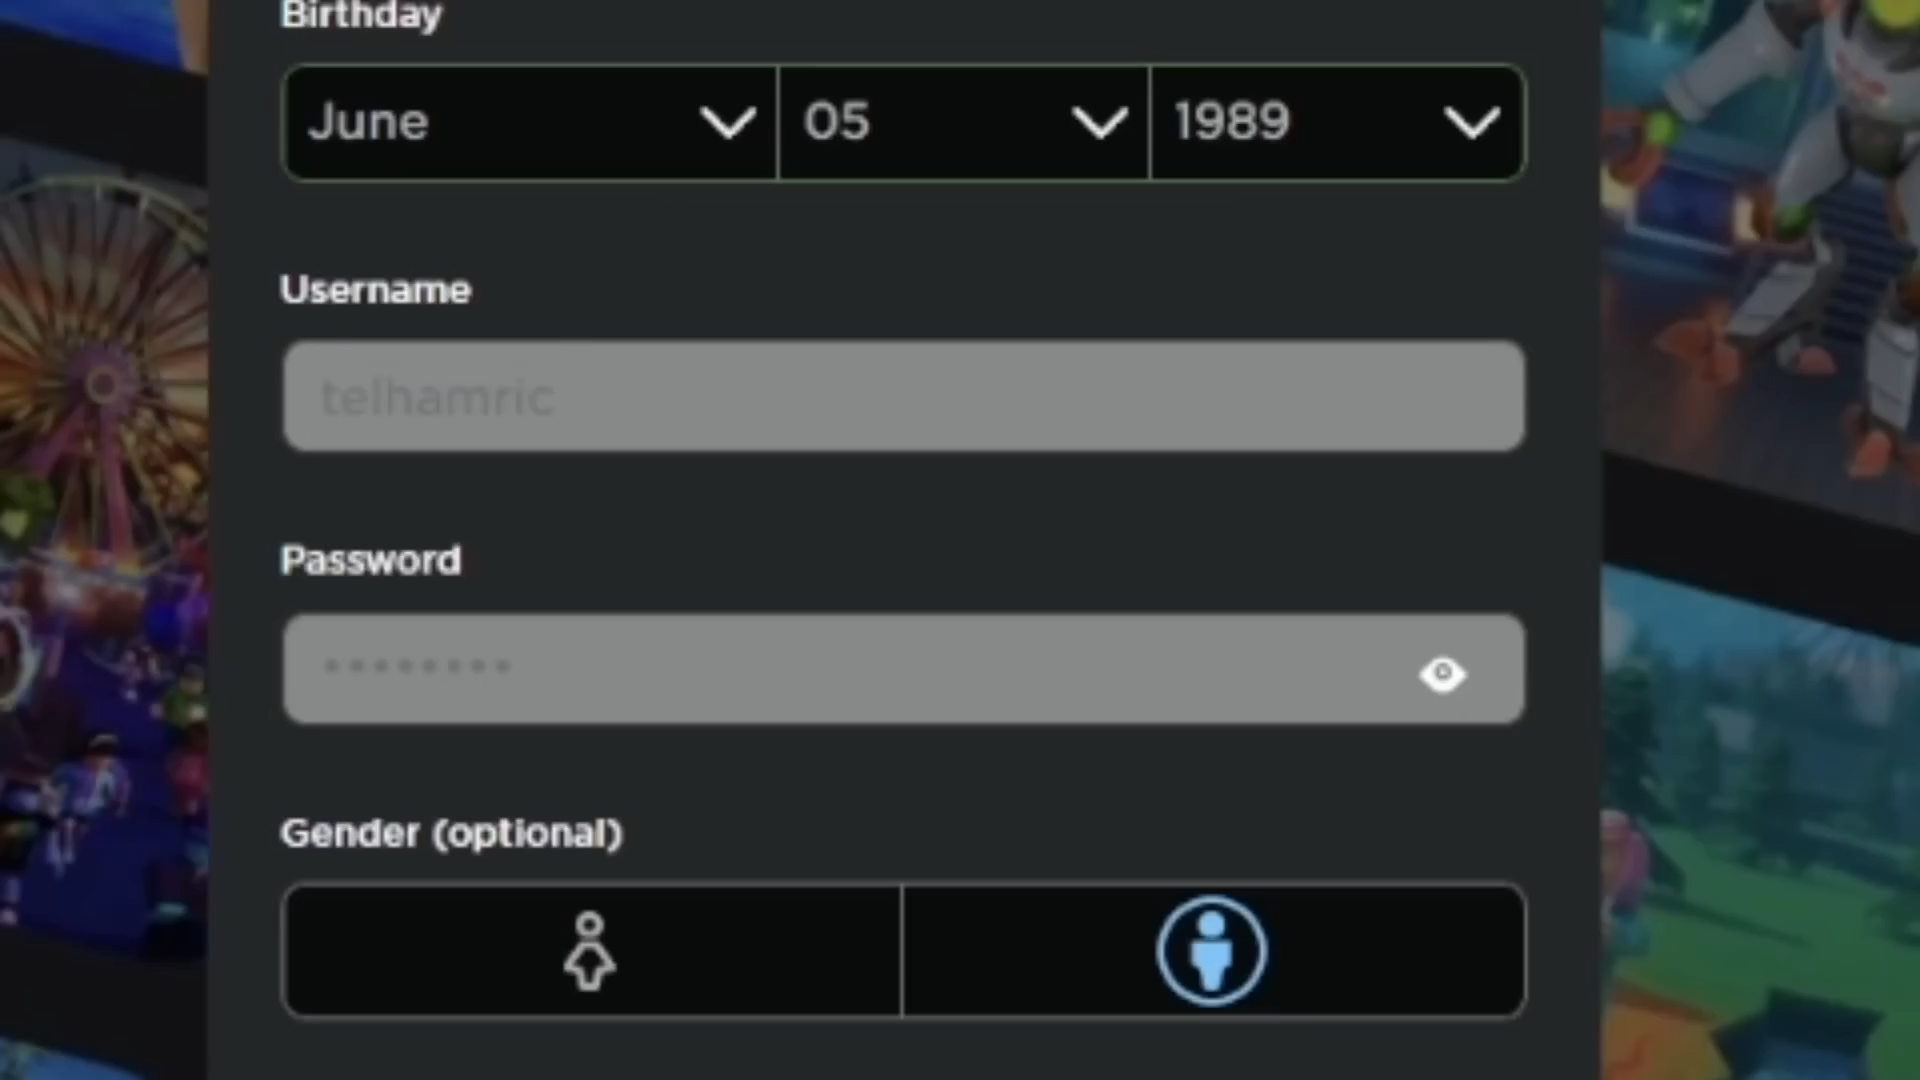 Birthday
June 05 1989
Username
telhamric
Password
••••••••
Gender (optional)